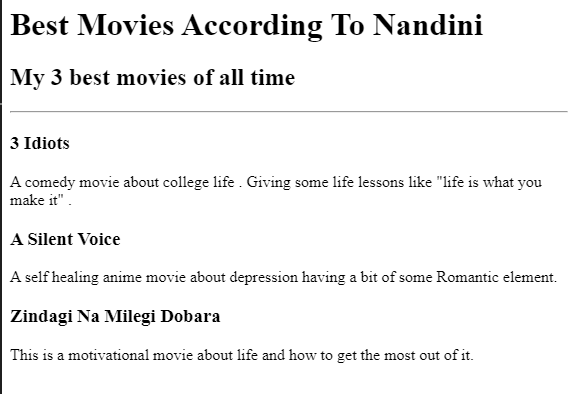 Best Movies According To Nandini
My 3 best movies of all time
3 Idiots
A comedy movie about college life . Giving some life lessons like "life is what you
make it" .
A Silent Voice
A self healing anime movie about depression having a bit of some Romantic element.
Zindagi Na Milegi Dobara
This is a motivational movie about life and how to get the most out of it.